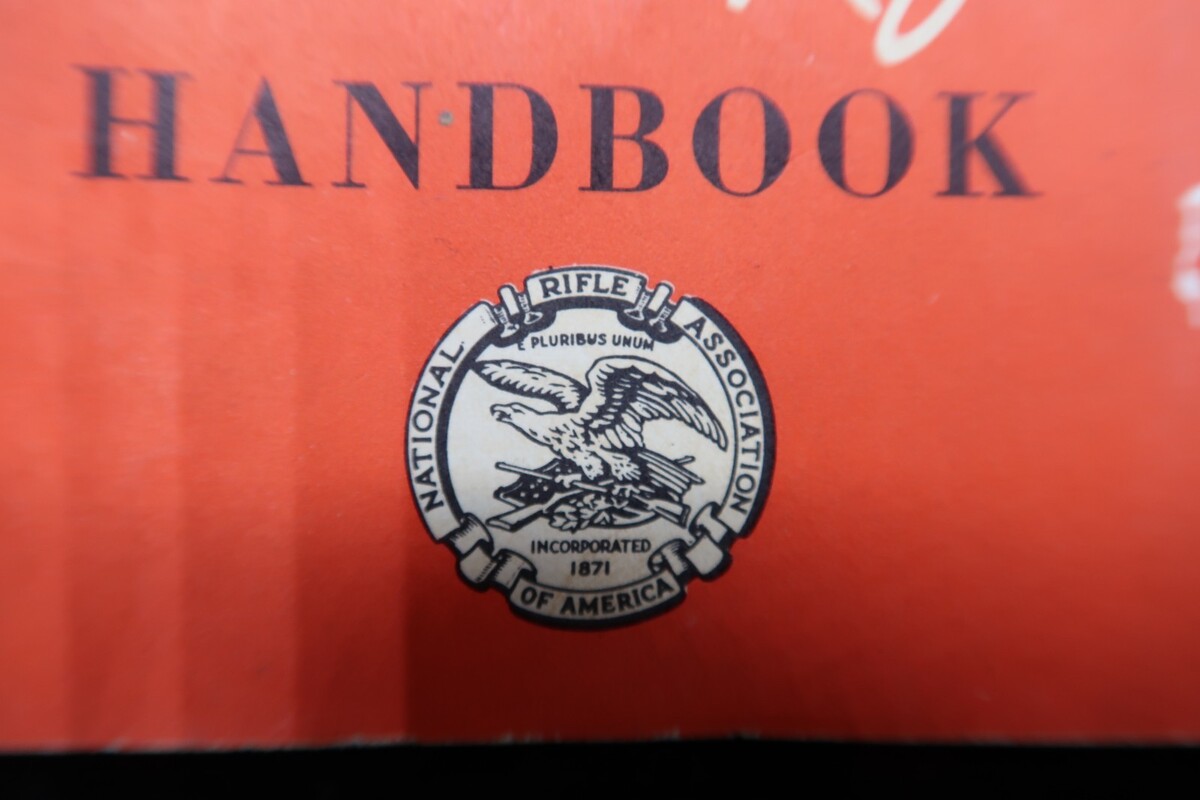 HANDBOOK
NATIONAL RIFLE ASSOCIATION
E PLURIBUS UNUM
INCORPORATED
1871
OF AMERICA